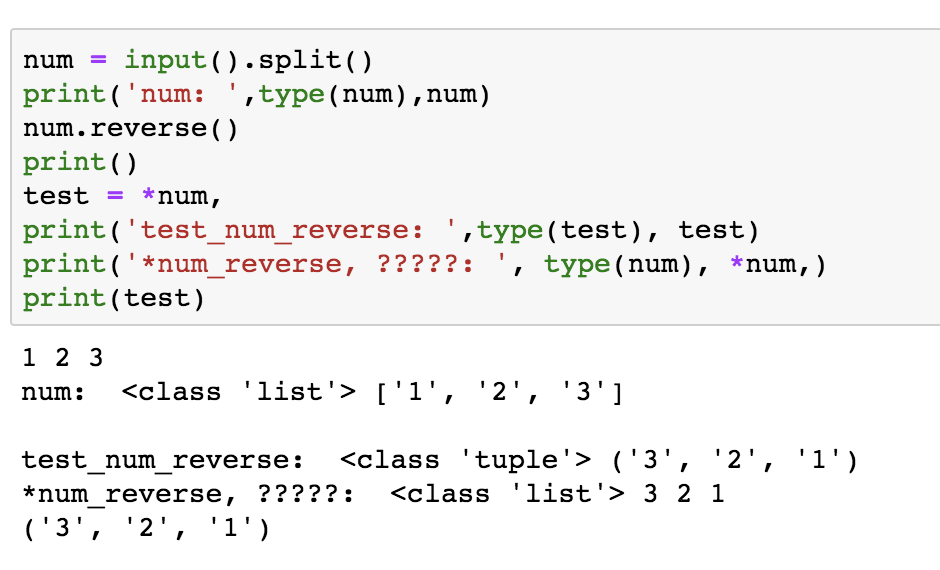 num = input().split()
print('num: ',type(num),num)
num.reverse()
print()
test = *num,
print('test_num_reverse: ',type(test), test)
print('*num_reverse, ?????: ', type(num), *num,)
print(test)
1 2 3
num:  <class 'list'> ['1', '2', '3']
test_num_reverse:  <class 'tuple'> ('3', '2', '1')
*num_reverse, ?????:  <class 'list'> 3 2 1
('3', '2', '1')